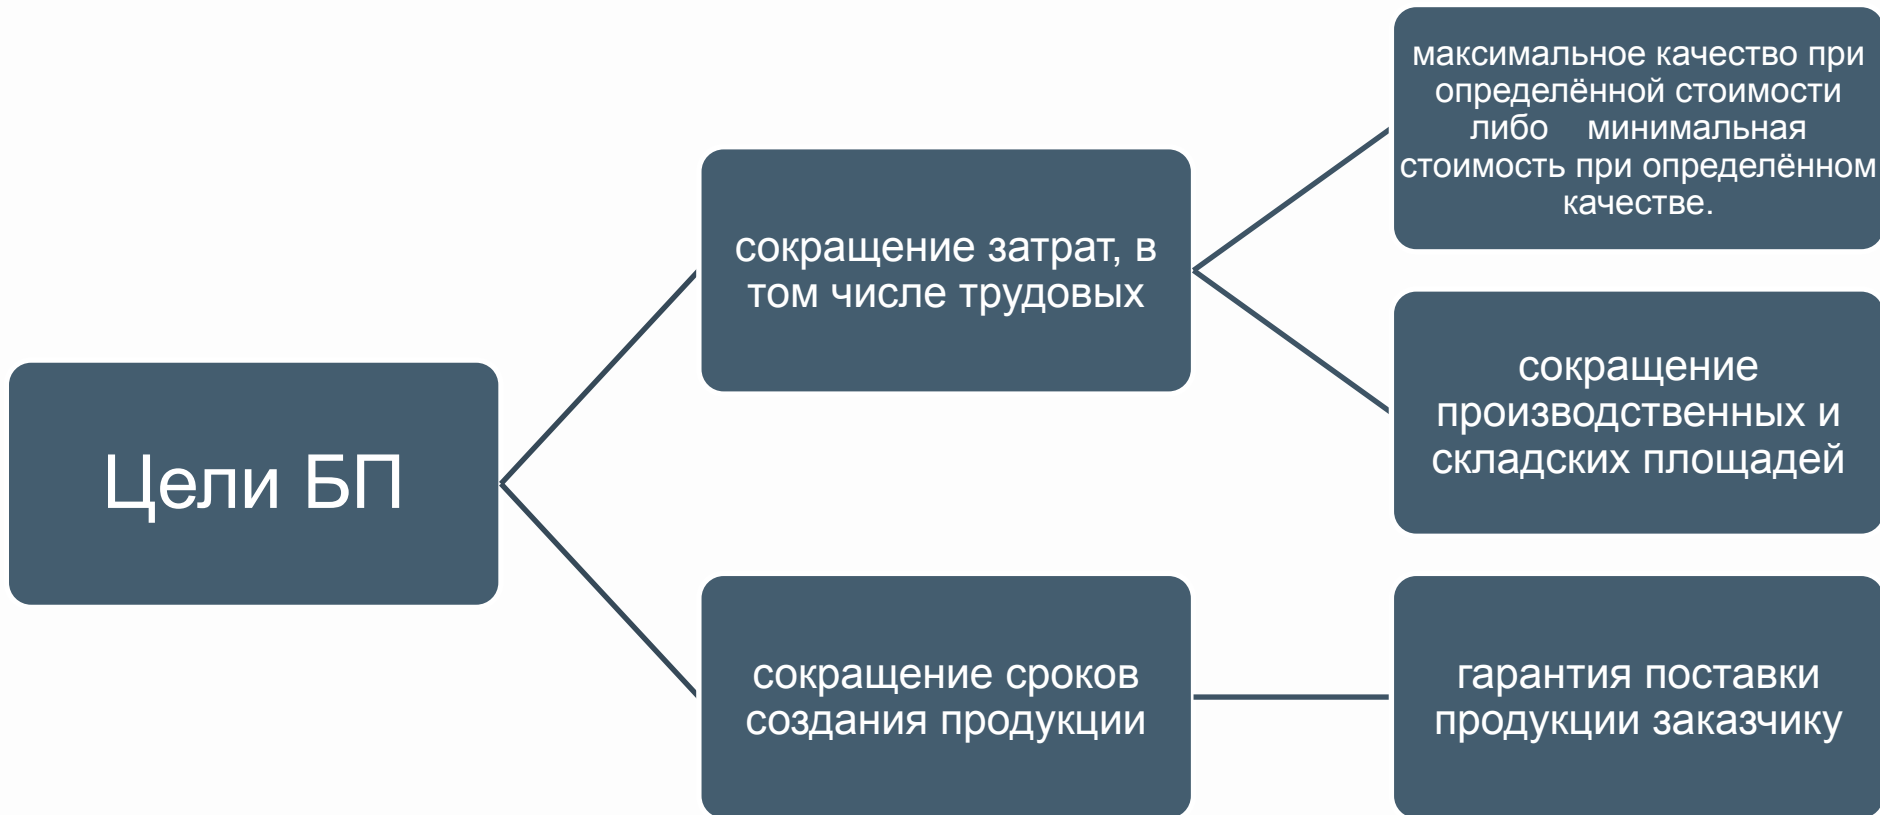 Цели БП
сокращение затрат, в
том числе трудовых
максимальное качество при
определённой стоимости
либо минимальная
стоимость при определённом
качестве.
сокращение
производственных и
складских площадей
сокращение сроков
создания продукции
гарантия поставки
продукции заказчику